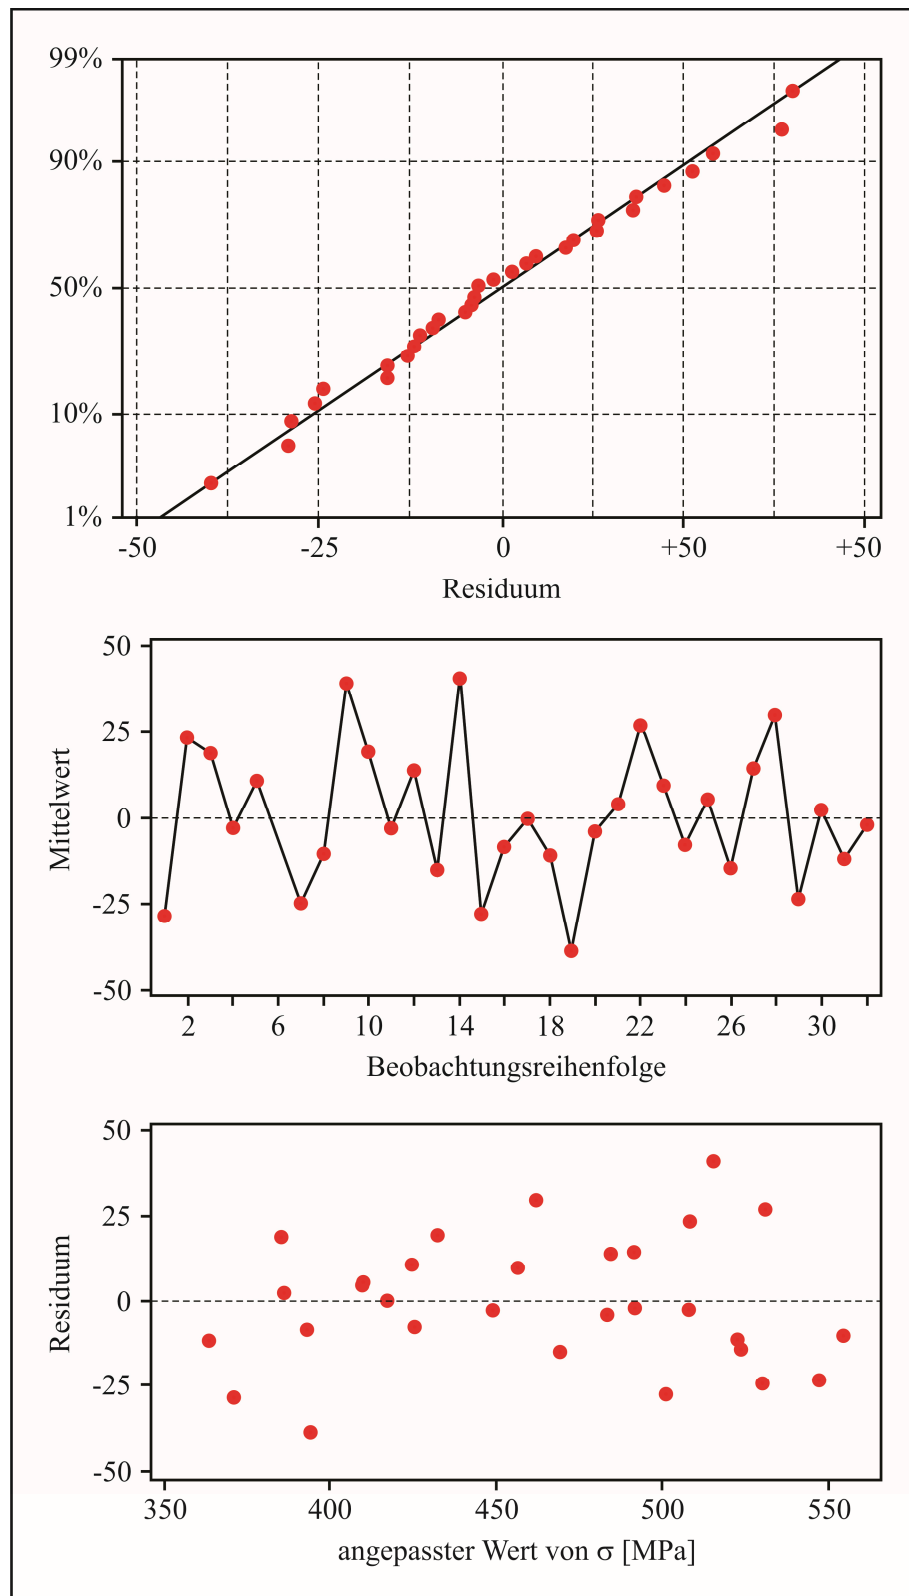 99%
90%
50%
10%
1%
-50 -25 0 +50 +50
Residuum
50
25
0
-25
-50
Mittelwert
2 6 10 14 18 22 26 30
Beobachtungsreihenfolge
50
25
0
-25
-50
Residuum
350 400 450 500 550
angepasster Wert von σ [MPa]